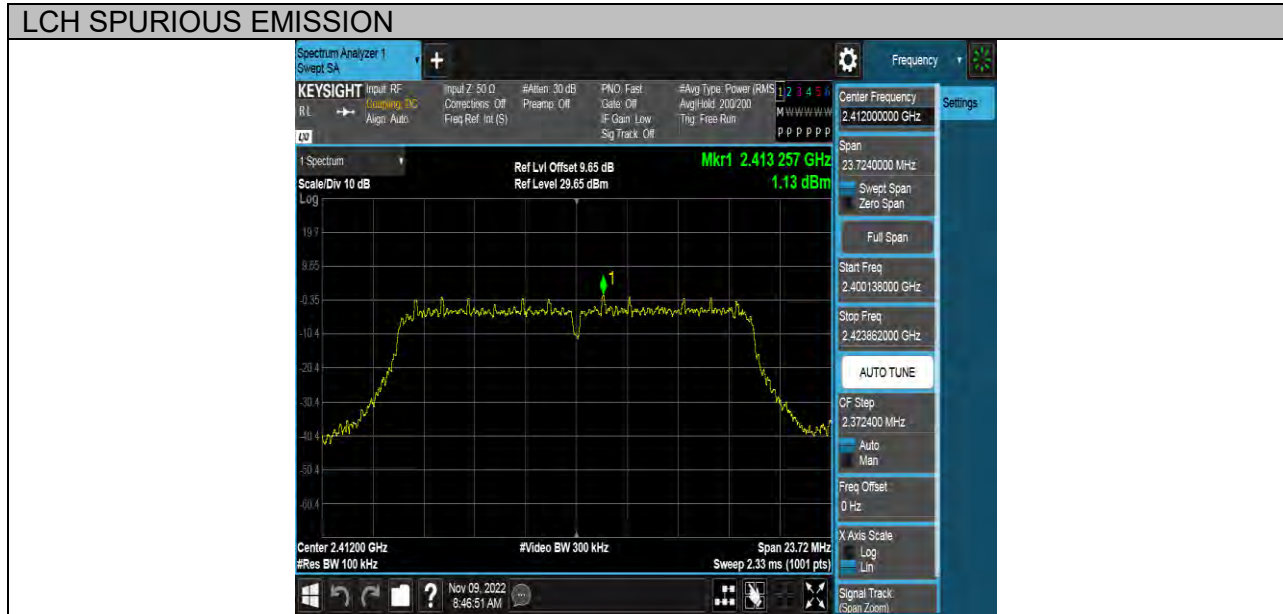 LCH SPURIOUS EMISSION
Spectrum Analyzer 1
Swept SA
+
Frequency
KEYSIGHT
RL
LXI
Input: RF
Coupling: DC
Align: Auto
Input Z: 50 Ω
Corrections: Off
Freq Ref: Int (S)
#Atten: 30 dB
Preamp: Off
PNO: Fast
Gate: Off
IF Gain: Low
Sig Track: Off
#Avg Type: Power (RMS
Avg|Hold: 200/200
Trig: Free Run
1 2 3 4 5 6
M W W W W W
P P P P P P
1 Spectrum
Scale/Div 10 dB
Log
Ref Lvl Offset 9.65 dB
Ref Level 29.65 dBm
Mkr1 2.413 257 GHz
1.13 dBm
19.7
9.65
-0.35
-10.4
-20.4
-30.4
-40.4
-50.4
-60.4
1
Center 2.41200 GHz
#Res BW 100 kHz
#Video BW 300 kHz
Span 23.72 MHz
Sweep 2.33 ms (1001 pts)
Center Frequency
2.412000000 GHz
Settings
Span
23.7240000 MHz
Swept Span
Zero Span
Full Span
Start Freq
2.400138000 GHz
Stop Freq
2.423862000 GHz
AUTO TUNE
CF Step
2.372400 MHz
Auto
Man
Freq Offset
0 Hz
X Axis Scale
Log
Lin
Signal Track
(Span Zoom)
?
Nov 09, 2022
8:46:51 AM